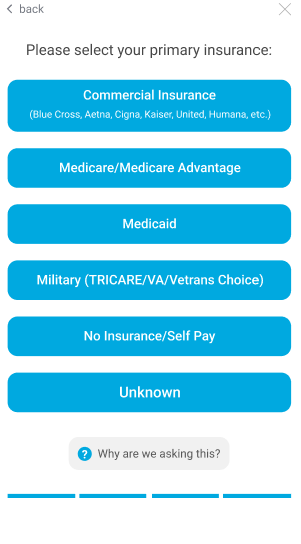 back
Please select your primary insurance:
Commercial Insurance
(Blue Cross, Aetna, Cigna, Kaiser, United, Humana, etc.)
Medicare/Medicare Advantage
Medicaid
Military (TRICARE/VA/Vetrans Choice)
No Insurance/Self Pay
Unknown
? Why are we asking this?